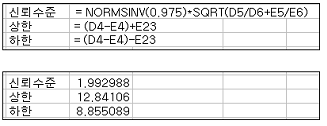 신뢰수준 = NORMSINV(0.975)*SQRT(D5/D6+E5/E6)
상한 = (D4-E4)+E23
하한 = (D4-E4)-E23
신뢰수준 1.992988
상한 12.84106
하한 8.855089